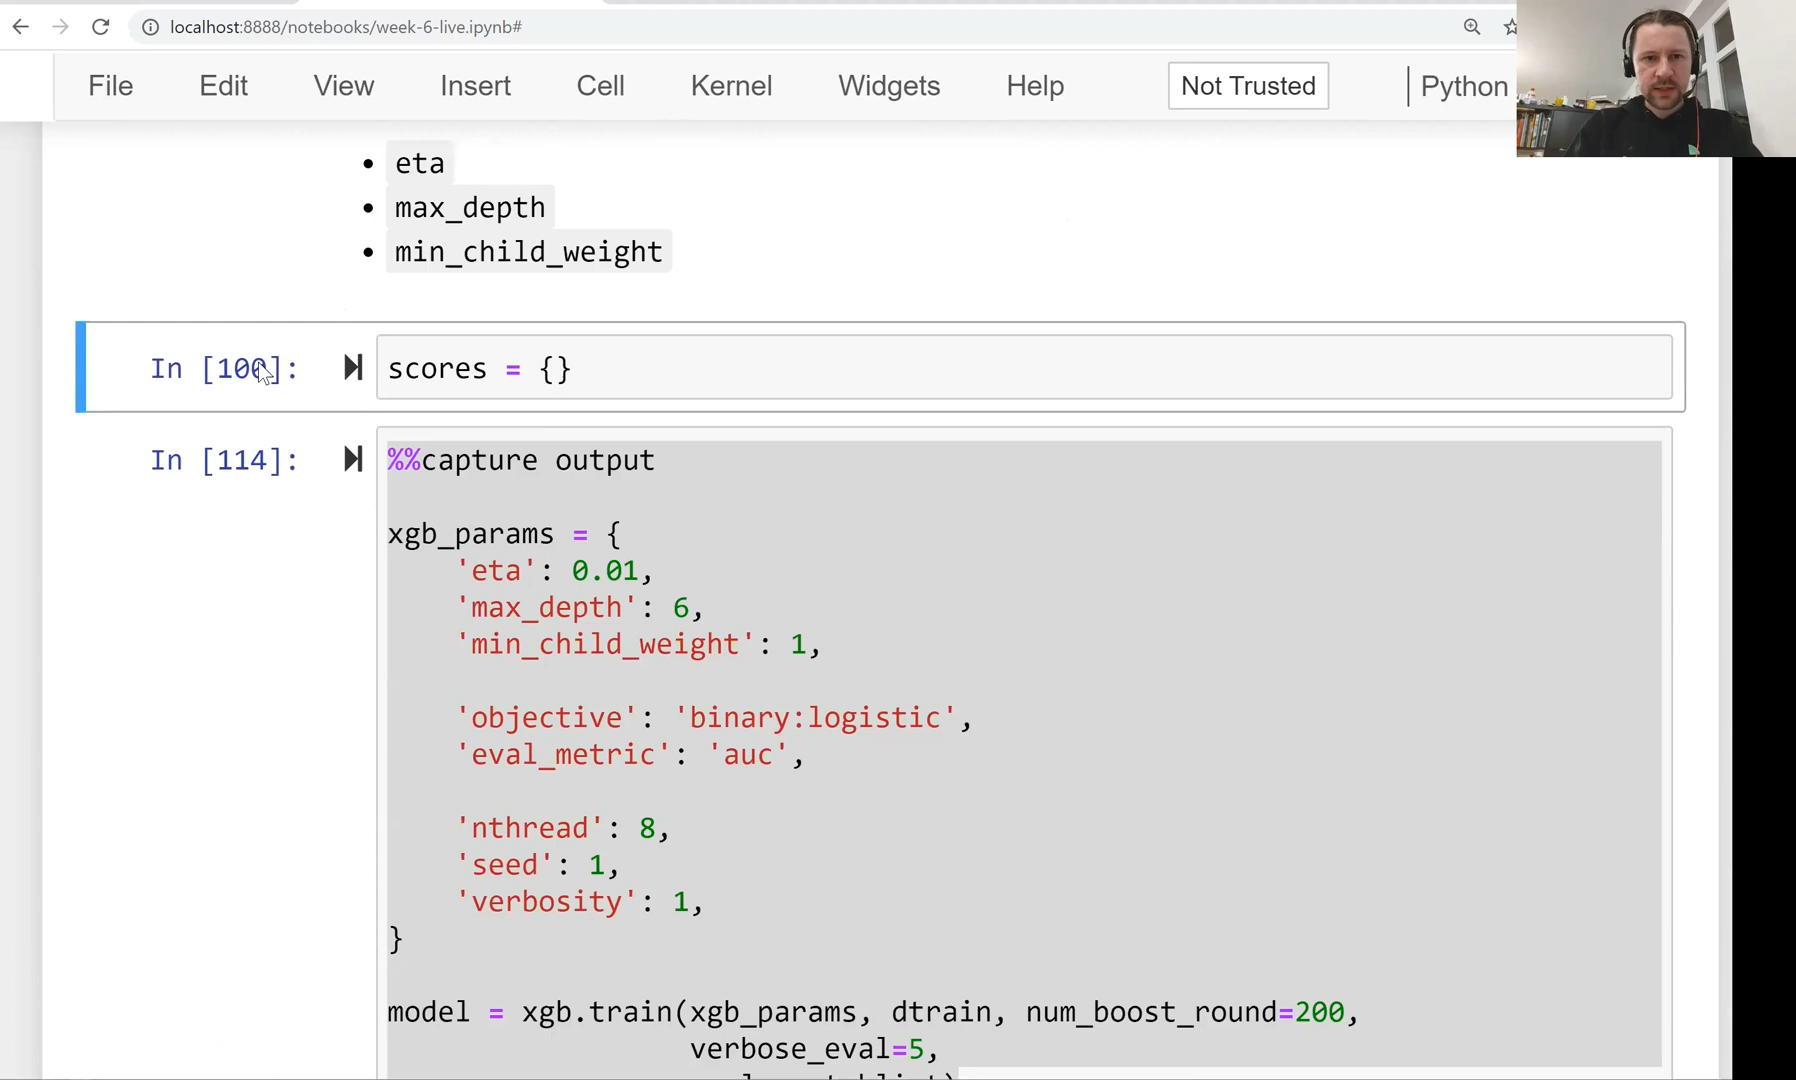 localhost:8888/notebooks/week-6-live.ipynb#
File Edit View Insert Cell Kernel Widgets Help Not Trusted Python
eta
max_depth
min_child_weight
In [100]: scores = {}
In [114]: %%capture output
xgb_params = {
'eta': 0.01,
'max_depth': 6,
'min_child_weight': 1,
'objective': 'binary:logistic',
'eval_metric': 'auc',
'nthread': 8,
'seed': 1,
'verbosity': 1,
}
model = xgb.train(xgb_params, dtrain, num_boost_round=200,
verbose_eval=5,